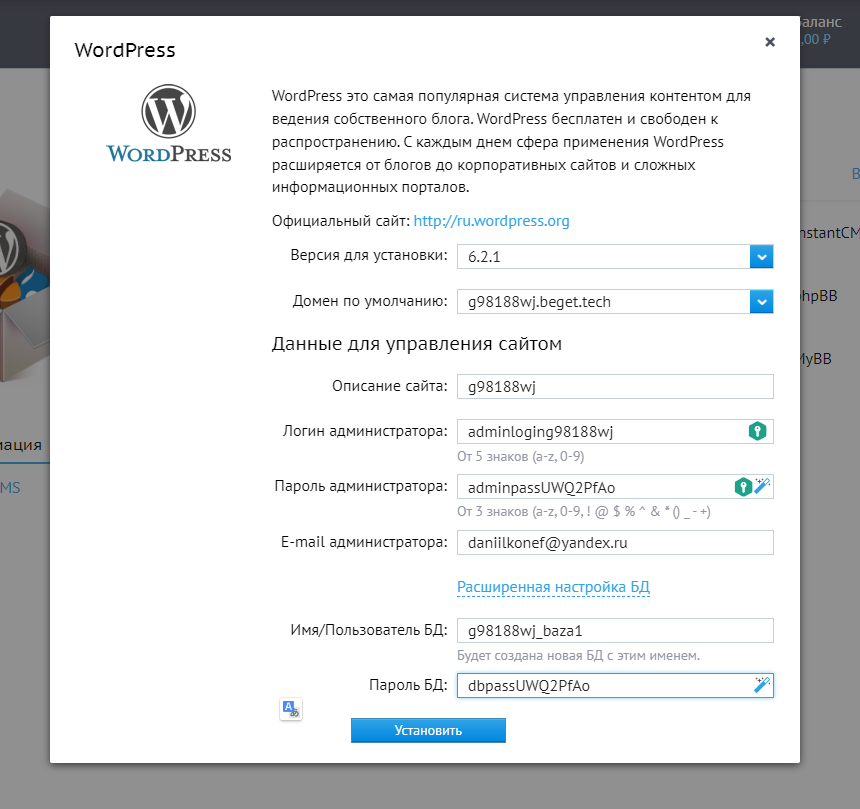 аланс
,00 ₽
WordPress
WORDPRESS
WordPress это самая популярная система управления контентом для
ведения собственного блога. WordPress бесплатен и свободен к
распространению. С каждым днем сфера применения WordPress
расширяется от блогов до корпоративных сайтов и сложных
информационных порталов.
Официальный сайт: http://ru.wordpress.org
Версия для установки: 6.2.1
Домен по умолчанию: g98188wj.beget.tech
Данные для управления сайтом
Описание сайта: g98188wj
Логин администратора: adminloging98188wj
От 5 знаков (a-z, 0-9)
Пароль администратора: adminpassUWQ2PfAo
От 3 знаков (a-z, 0-9, ! @ $ % ^ & * () _ - +)
E-mail администратора: daniilkonef@yandex.ru
Расширенная настройка БД
Имя/Пользователь БД: g98188wj_baza1
Будет создана новая БД с этим именем.
Пароль БД: dbpassUWQ2PfAo
Установить
мация
MS
В
nstantCM
phpBB
MyBB